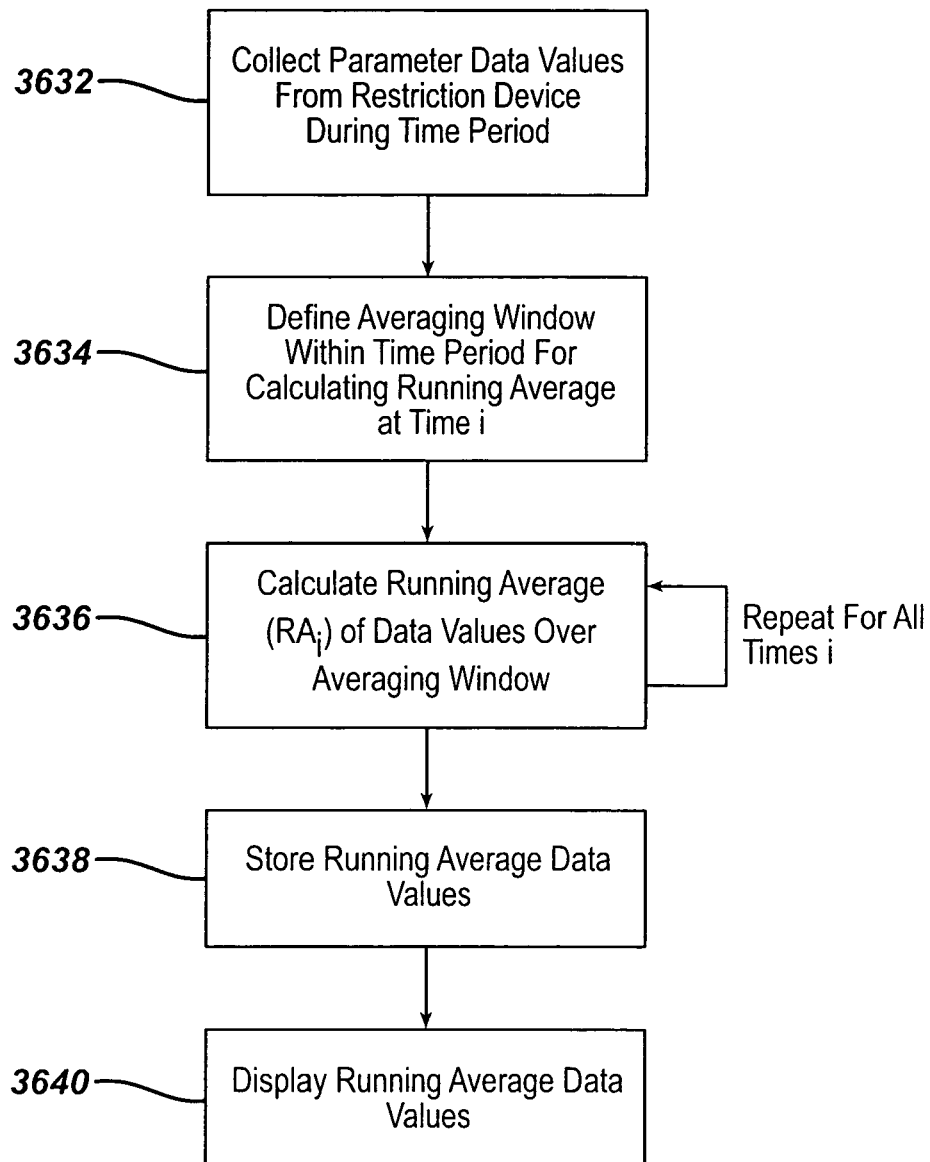 3632
Collect Parameter Data Values
From Restriction Device
During Time Period
3634
Define Averaging Window
Within Time Period For
Calculating Running Average
at Time i
3636
Calculate Running Average
(RAi) of Data Values Over
Averaging Window
Repeat For All
Times i
3638
Store Running Average Data
Values
3640
Display Running Average Data
Values